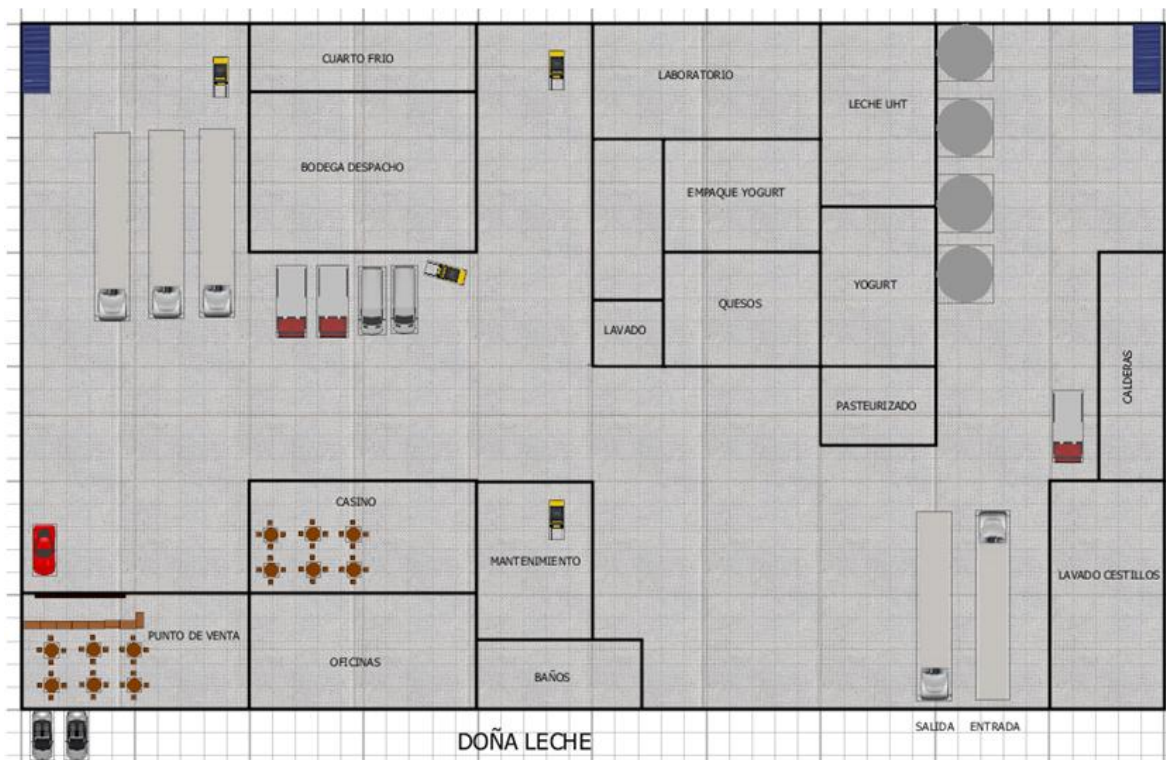 CUARTO FRIO
LABORATORIO
LECHE UHT
BODEGA DESPACHO
EMPAQUE YOGURT
YOGURT
QUESOS
LAVADO
CALDERAS
PASTEURIZADO
CASINO
MANTENIMIENTO
LAVADO CESTILLOS
PUNTO DE VENTA
OFICINAS
BAÑOS
SALIDA
ENTRADA
DOÑA LECHE